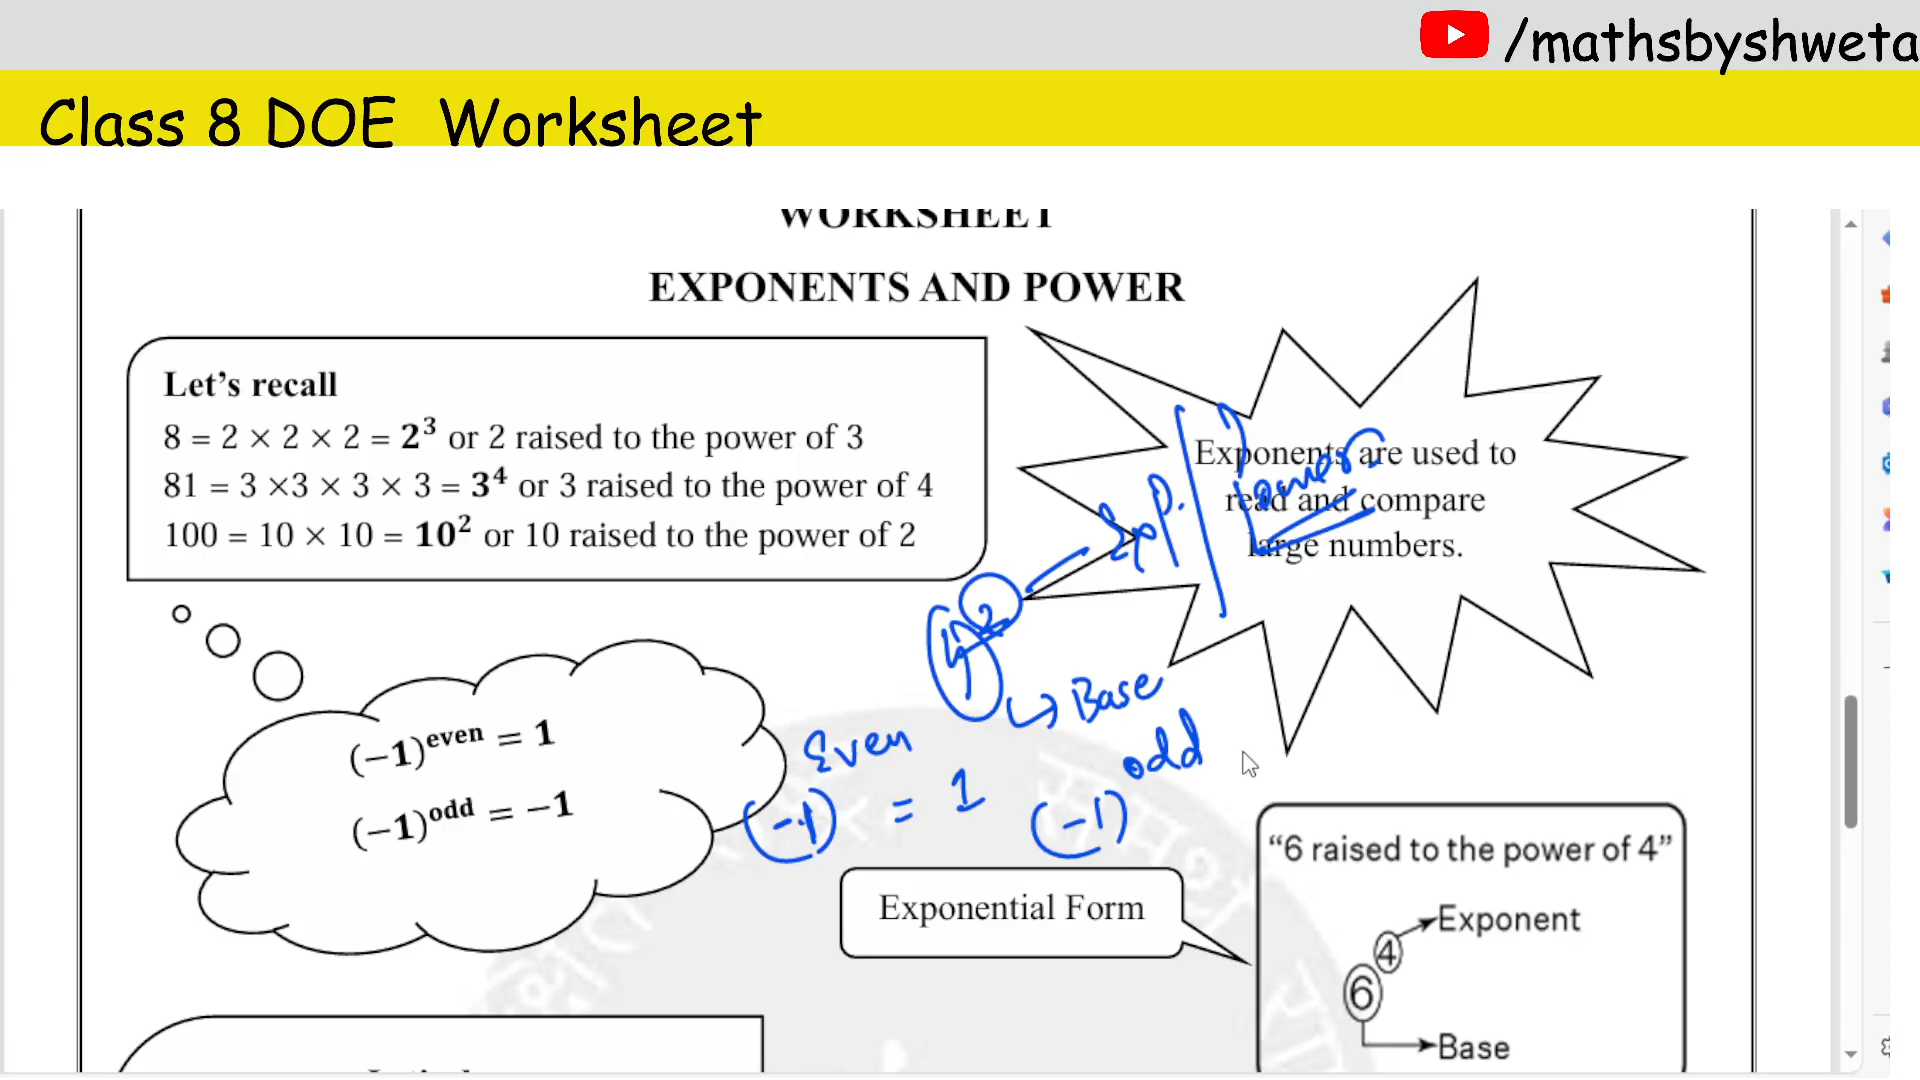 /mathsbyshweta
Class 8 DOE Worksheet
WORKSHEET
EXPONENTS AND POWER
Let’s recall
8 = 2 × 2 × 2 = 2³ or 2 raised to the power of 3
81 = 3 ×3 × 3 × 3 = 3⁴ or 3 raised to the power of 4
100 = 10 × 10 = 10² or 10 raised to the power of 2
Exponents are used to
read and compare
large numbers.
Exp. Power
2
Base
(−1)^even = 1
(−1)^odd = −1
Even
(-1) = 1
odd
(-1)
Exponential Form
“6 raised to the power of 4”
4 Exponent
6
Base